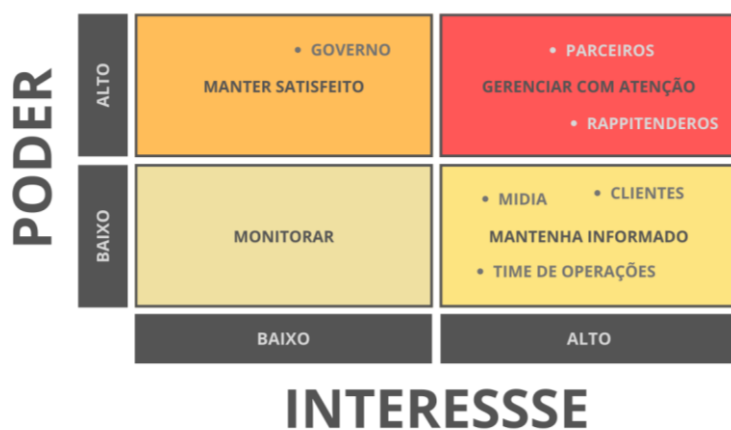 PODER
ALTO
• GOVERNO
MANTER SATISFEITO
• PARCEIROS
GERENCIAR COM ATENÇÃO
• RAPPITENDEROS
BAIXO
MONITORAR
• MIDIA
• CLIENTES
MANTENHA INFORMADO
• TIME DE OPERAÇÕES
BAIXO
ALTO
INTERESSSE